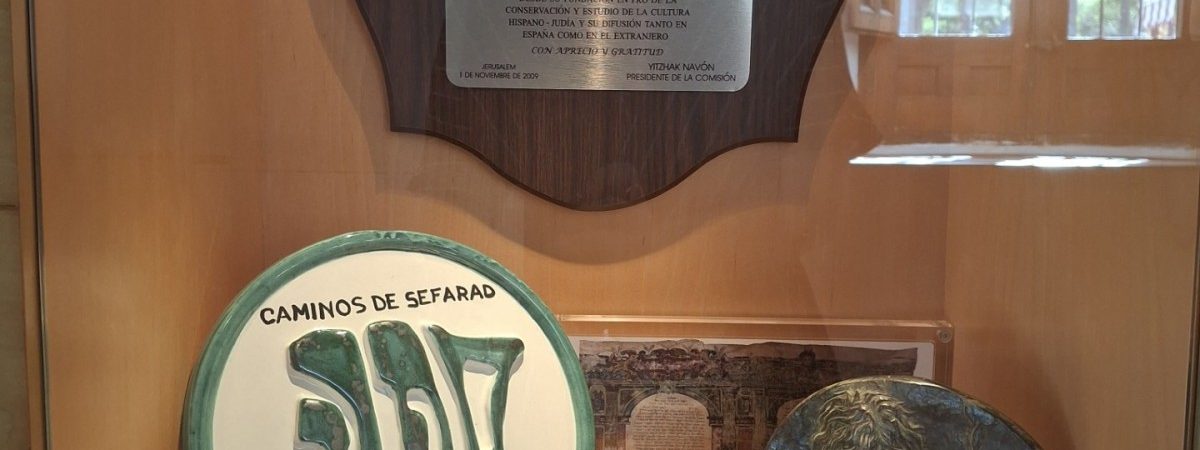 CONSERVACIÓN Y ESTUDIO DE LA CULTURA
HISPANO - JUDÍA Y SU DIFUSIÓN TANTO EN
ESPAÑA COMO EN EL EXTRANJERO
CON APRECIO Y GRATITUD
JERUSALEM
1 DE NOVIEMBRE DE 2009
YITZHAK NAVÓN
PRESIDENTE DE LA COMISIÓN
CAMINOS DE SEFARAD